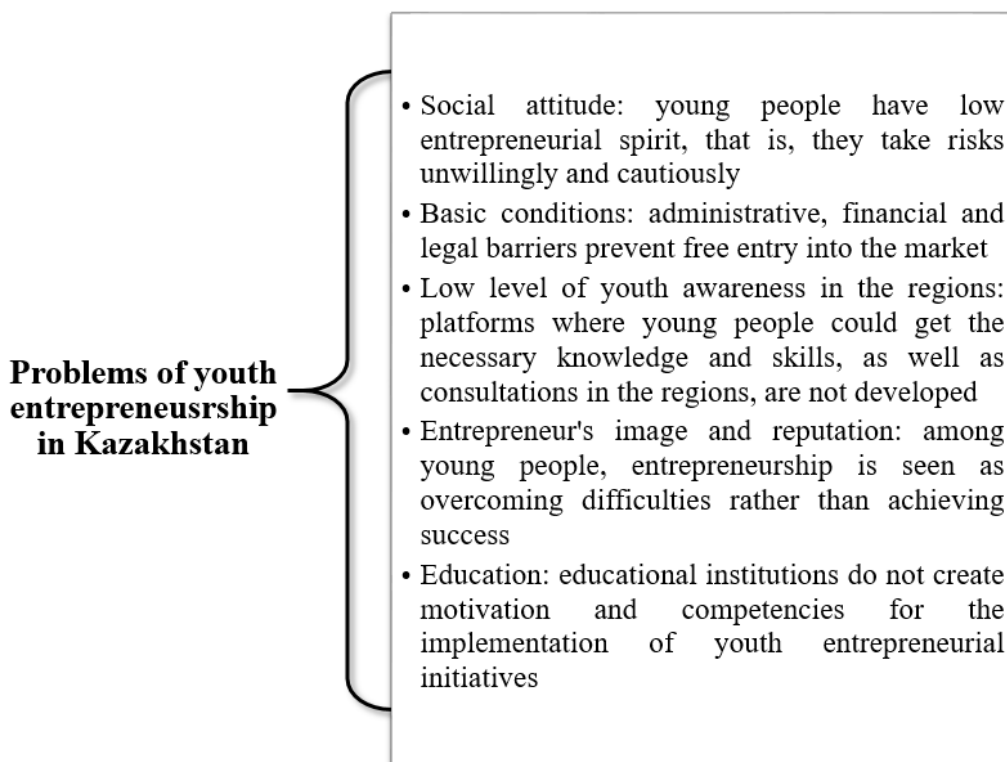 Problems of youth
entrepreneusrship
in Kazakhstan
• Social attitude: young people have low
entrepreneurial spirit, that is, they take risks
unwillingly and cautiously
• Basic conditions: administrative, financial and
legal barriers prevent free entry into the market
• Low level of youth awareness in the regions:
platforms where young people could get the
necessary knowledge and skills, as well as
consultations in the regions, are not developed
• Entrepreneur's image and reputation: among
young people, entrepreneurship is seen as
overcoming difficulties rather than achieving
success
• Education: educational institutions do not create
motivation and competencies for the
implementation of youth entrepreneurial
initiatives